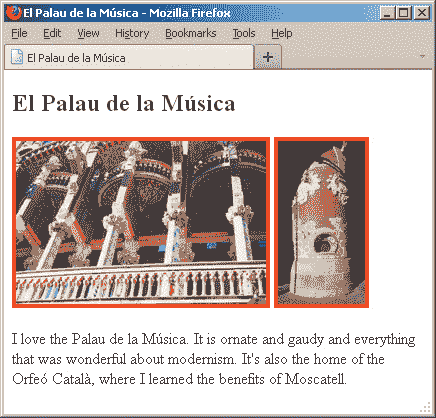 El Palau de la Música - Mozilla Firefox
File Edit View History Bookmarks Tools Help
El Palau de la Música
El Palau de la Música
I love the Palau de la Música. It is ornate and gaudy and everything
that was wonderful about modernism. It's also the home of the
Orfeó Català, where I learned the benefits of Moscatell.